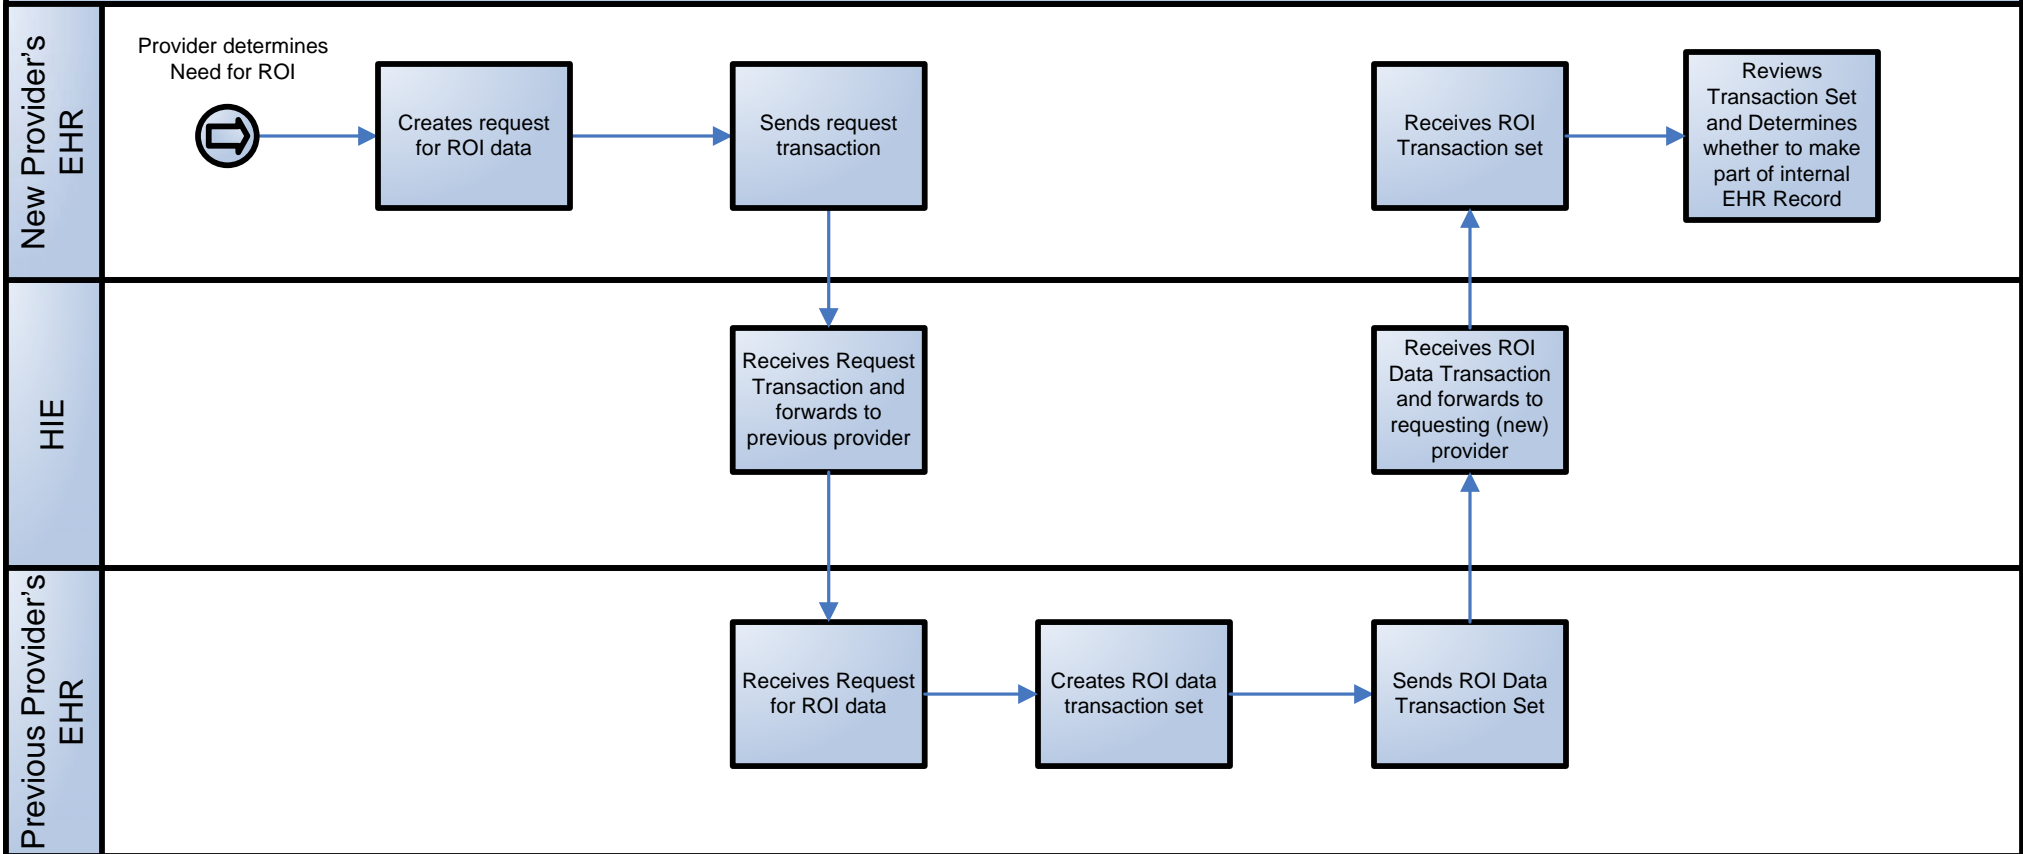 New Provider's
EHR
Provider determines
Need for ROI
Creates request
for ROI data
Sends request
transaction
Receives ROI
Transaction set
Reviews
Transaction Set
and Determines
whether to make
part of internal
EHR Record
HIE
Receives Request
Transaction and
forwards to
previous provider
Receives ROI
Data Transaction
and forwards to
requesting (new)
provider
Previous Provider's
EHR
Receives Request
for ROI data
Creates ROI data
transaction set
Sends ROI Data
Transaction Set